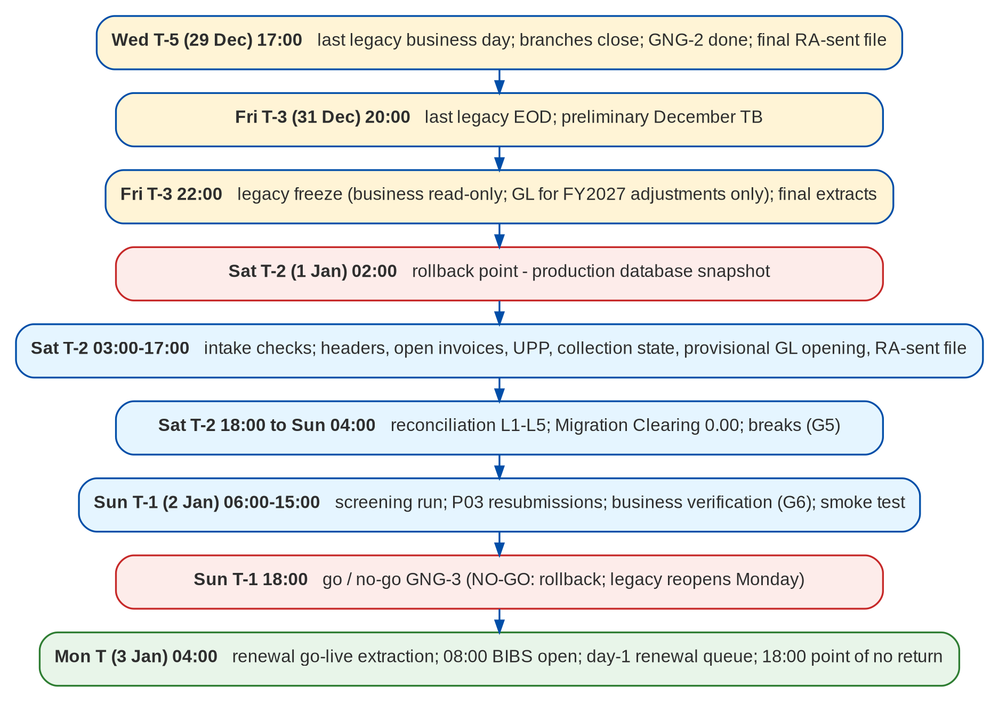 Wed T-5 (29 Dec) 17:00 last legacy business day; branches close; GNG-2 done; final RA-sent file
Fri T-3 (31 Dec) 20:00 last legacy EOD; preliminary December TB
Fri T-3 22:00 legacy freeze (business read-only; GL for FY2027 adjustments only); final extracts
Sat T-2 (1 Jan) 02:00 rollback point - production database snapshot
Sat T-2 03:00-17:00 intake checks; headers, open invoices, UPP, collection state, provisional GL opening, RA-sent file
Sat T-2 18:00 to Sun 04:00 reconciliation L1-L5; Migration Clearing 0.00; breaks (G5)
Sun T-1 (2 Jan) 06:00-15:00 screening run; P03 resubmissions; business verification (G6); smoke test
Sun T-1 18:00 go / no-go GNG-3 (NO-GO: rollback; legacy reopens Monday)
Mon T (3 Jan) 04:00 renewal go-live extraction; 08:00 BIBS open; day-1 renewal queue; 18:00 point of no return